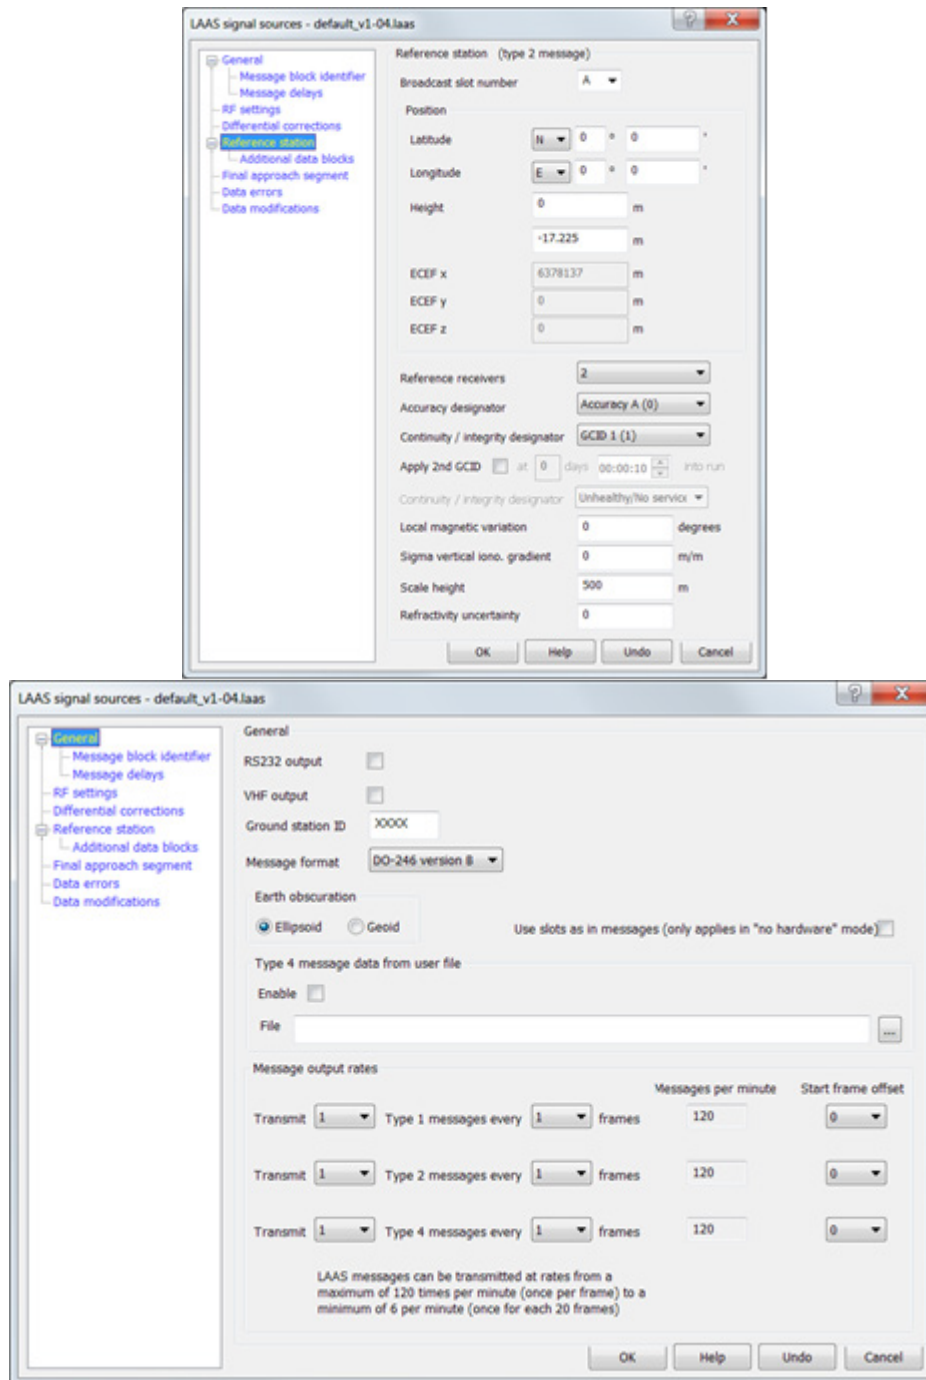 LAAS signal sources - default_v1-04.laas
General
Message block identifier
Message delays
RF settings
Differential corrections
Reference station
Additional data blocks
Final approach segment
Data errors
Data modifications
Reference station (type 2 message)
Broadcast slot number A
Position
Latitude N 0 ° 0 '
Longitude E 0 ° 0 '
Height 0 m
-17.225 m
ECEF x 6378137 m
ECEF y 0 m
ECEF z 0 m
Reference receivers 2
Accuracy designator Accuracy A (0)
Continuity / integrity designator GCID 1 (1)
Apply 2nd GCID at 0 days 00:00:10 into run
Continuity / integrity designator Unhealthy/No service
Local magnetic variation 0 degrees
Sigma vertical iono. gradient 0 m/m
Scale height 500 m
Refractivity uncertainty 0
OK Help Undo Cancel
LAAS signal sources - default_v1-04.laas
General
Message block identifier
Message delays
RF settings
Differential corrections
Reference station
Additional data blocks
Final approach segment
Data errors
Data modifications
General
RS232 output
VHF output
Ground station ID XXXX
Message format DO-246 version B
Earth obscuration
Ellipsoid Geoid
Use slots as in messages (only applies in "no hardware" mode)
Type 4 message data from user file
Enable
File ...
Message output rates
Messages per minute Start frame offset
Transmit 1 Type 1 messages every 1 frames 120 0
Transmit 1 Type 2 messages every 1 frames 120 0
Transmit 1 Type 4 messages every 1 frames 120 0
LAAS messages can be transmitted at rates from a
maximum of 120 times per minute (once per frame) to a
minimum of 6 per minute (once for each 20 frames)
OK Help Undo Cancel